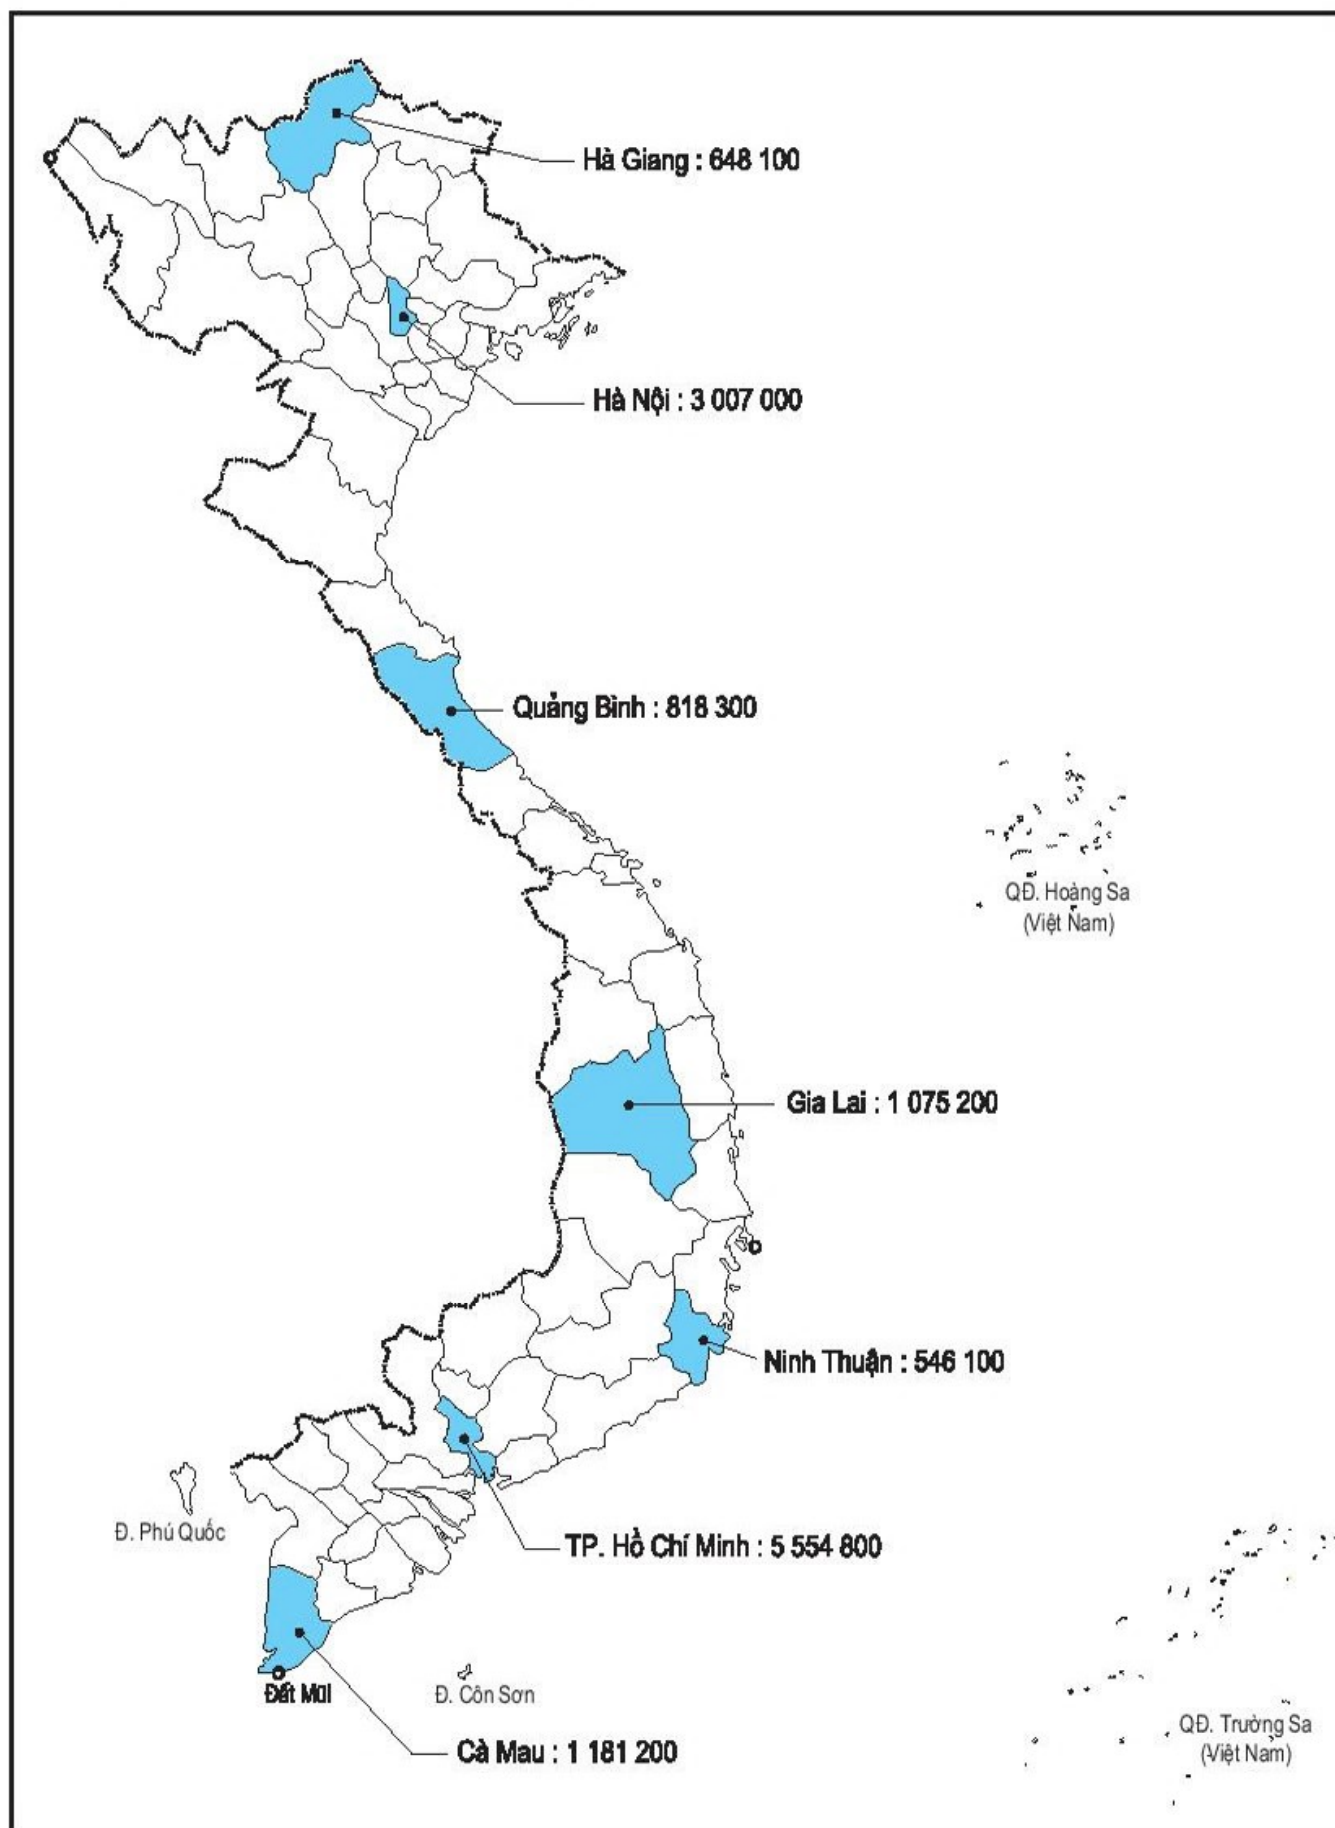 Hà Giang : 648 100
Hà Nội : 3 007 000
Quảng Bình : 818 300
QĐ. Hoàng Sa
(Việt Nam)
Gia Lai : 1 075 200
Ninh Thuận : 546 100
Đ. Phú Quốc
TP. Hồ Chí Minh : 5 554 800
Đất Mũi
Đ. Côn Sơn
QĐ. Trường Sa
(Việt Nam)
Cà Mau : 1 181 200